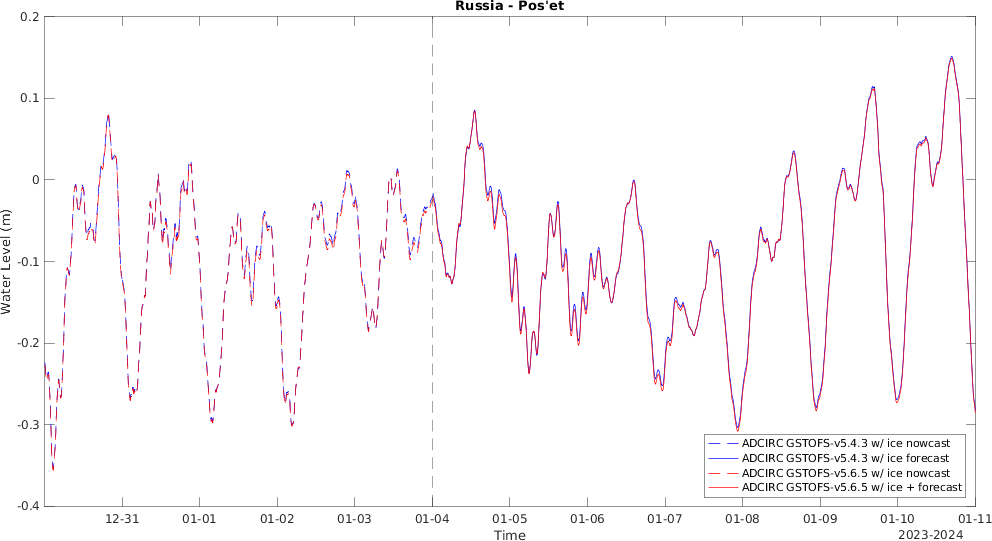 Russia - Pos'et
0.2
0.1
0
-0.1
-0.2
-0.3
-0.4
Water Level (m)
ADCIRC GSTOFS-v5.4.3 w/ ice nowcast
ADCIRC GSTOFS-v5.4.3 w/ ice forecast
ADCIRC GSTOFS-v5.6.5 w/ ice nowcast
ADCIRC GSTOFS-v5.6.5 w/ ice + forecast
12-31 01-01 01-02 01-03 01-04 01-05 01-06 01-07 01-08 01-09 01-10 01-11
Time
2023-2024